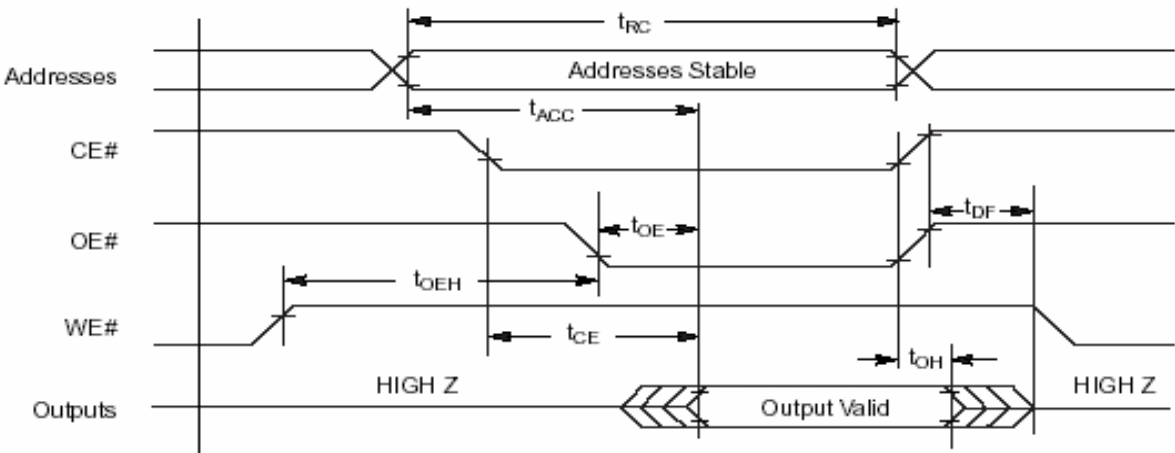 tRC
Addresses
Addresses Stable
tACC
CE#
tDF
OE#
tOE
tOEH
WE#
tCE
tOH
HIGH Z
HIGH Z
Outputs
Output Valid